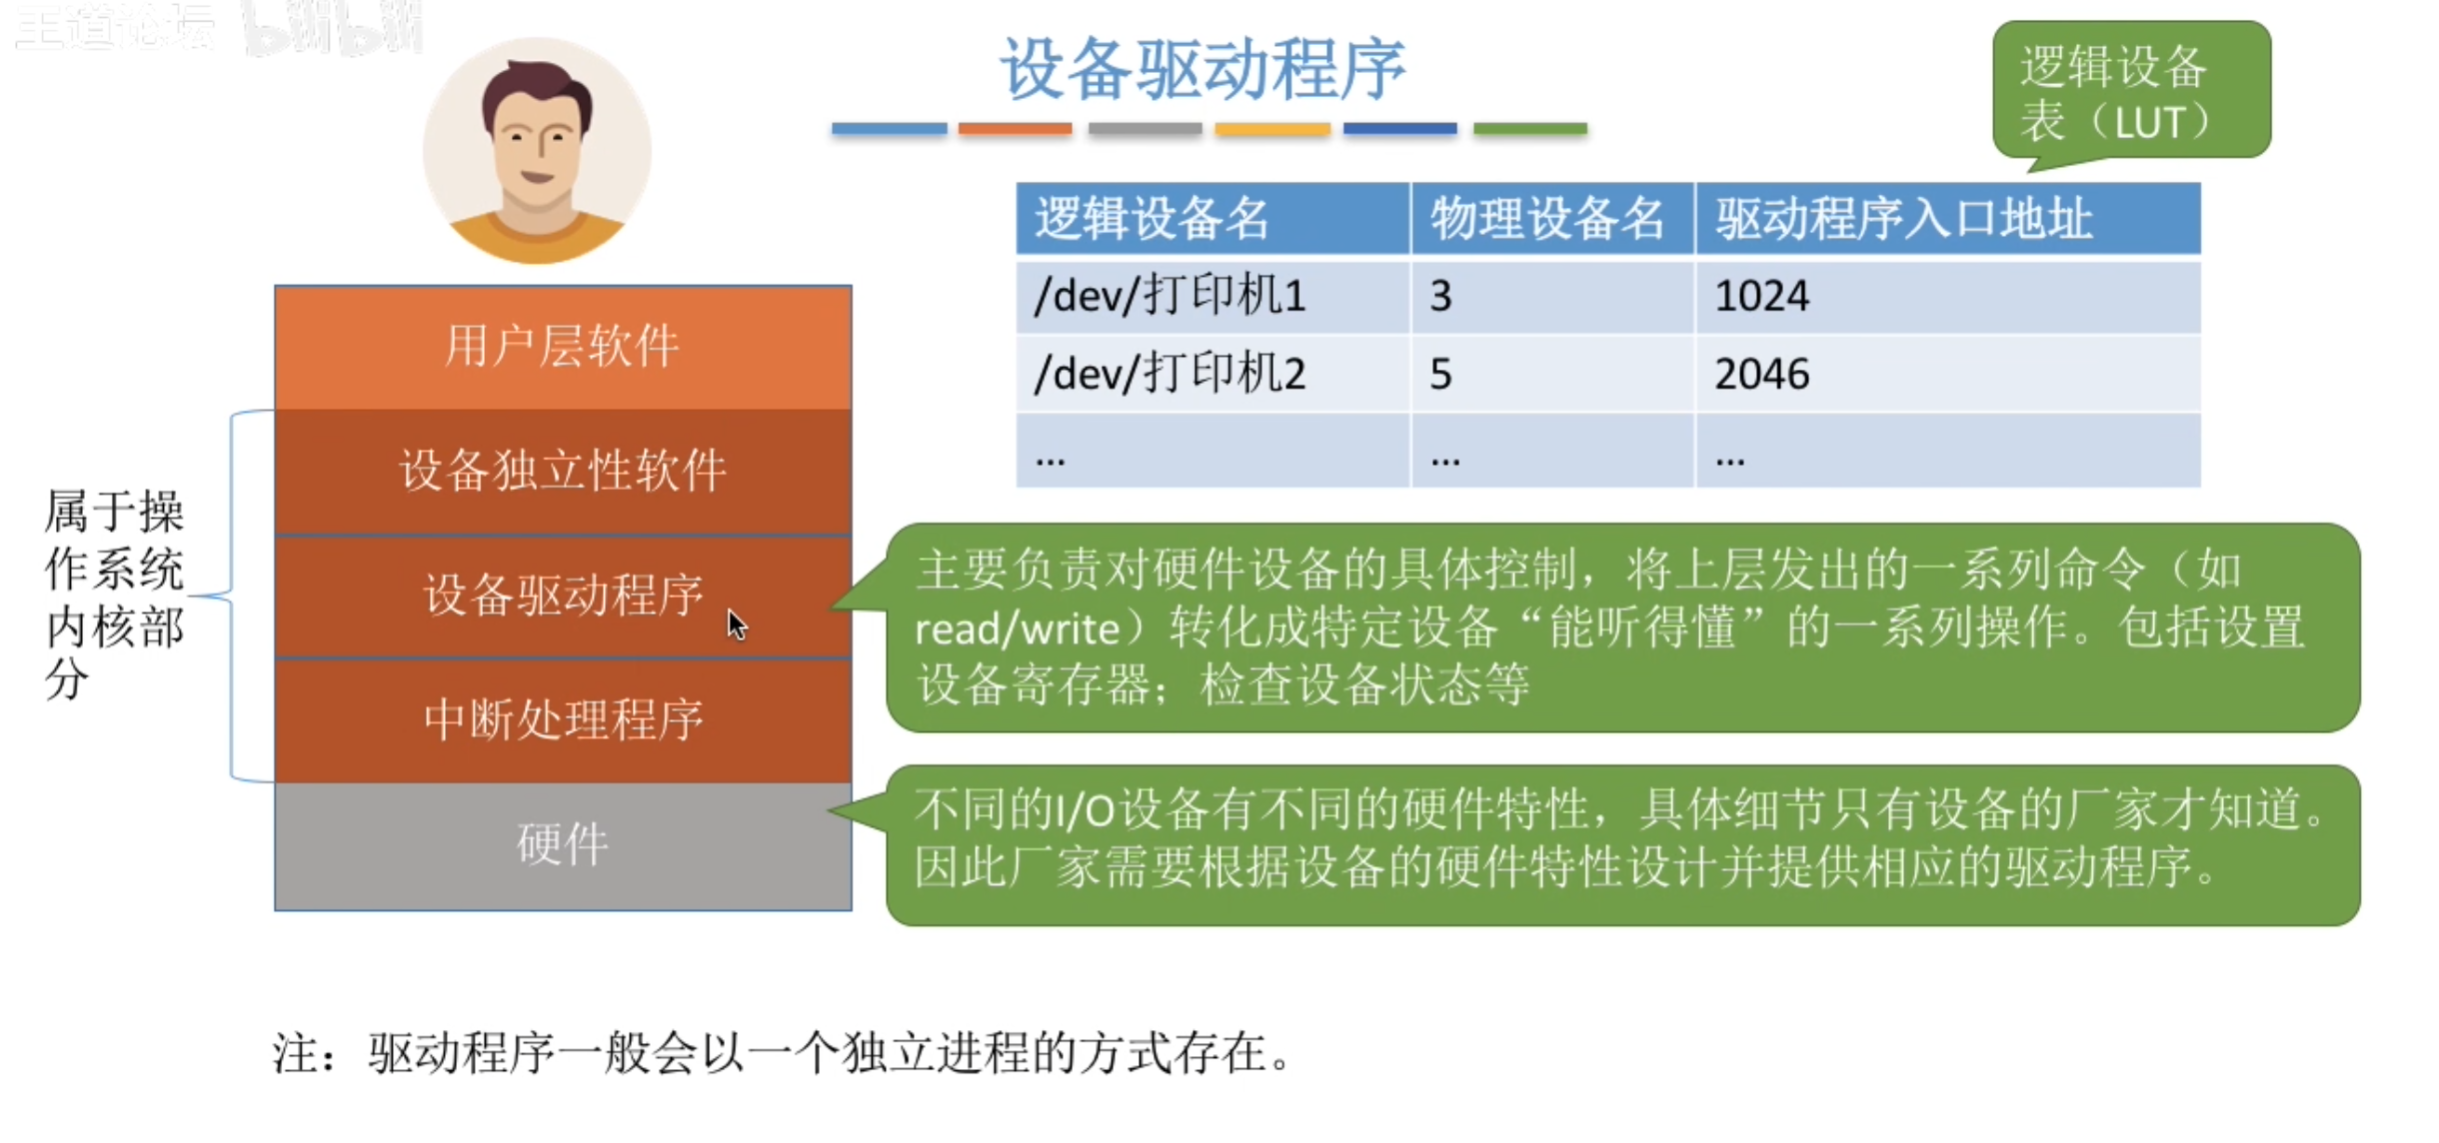 王道论坛 bilibili
设备驱动程序
逻辑设备
表（LUT）
逻辑设备名 物理设备名 驱动程序入口地址
/dev/打印机1 3 1024
/dev/打印机2 5 2046
... ... ...
用户层软件
设备独立性软件
设备驱动程序
中断处理程序
硬件
属于操
作系统
内核部
分
主要负责对硬件设备的具体控制，将上层发出的一系列命令（如
read/write）转化成特定设备“能听得懂”的一系列操作。包括设置
设备寄存器；检查设备状态等
不同的I/O设备有不同的硬件特性，具体细节只有设备的厂家才知道。
因此厂家需要根据设备的硬件特性设计并提供相应的驱动程序。
注：驱动程序一般会以一个独立进程的方式存在。